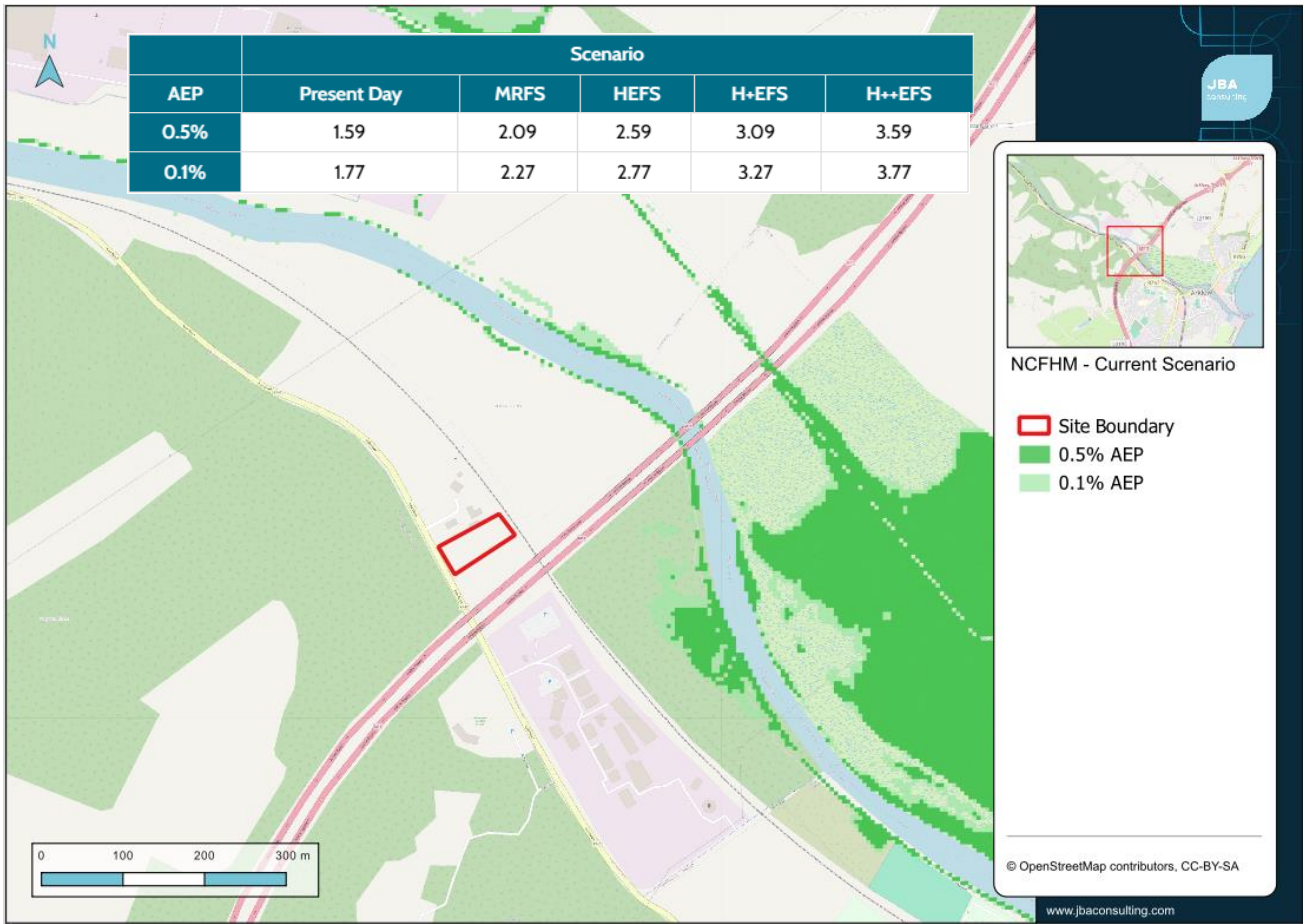 N
Scenario
AEP Present Day MRFS HEFS H+EFS H++EFS
0.5% 1.59 2.09 2.59 3.09 3.59
0.1% 1.77 2.27 2.77 3.27 3.77
JBA
consulting
Arklow
NCFHM - Current Scenario
Site Boundary
0.5% AEP
0.1% AEP
0 100 200 300 m
© OpenStreetMap contributors, CC-BY-SA
www.jbaconsulting.com